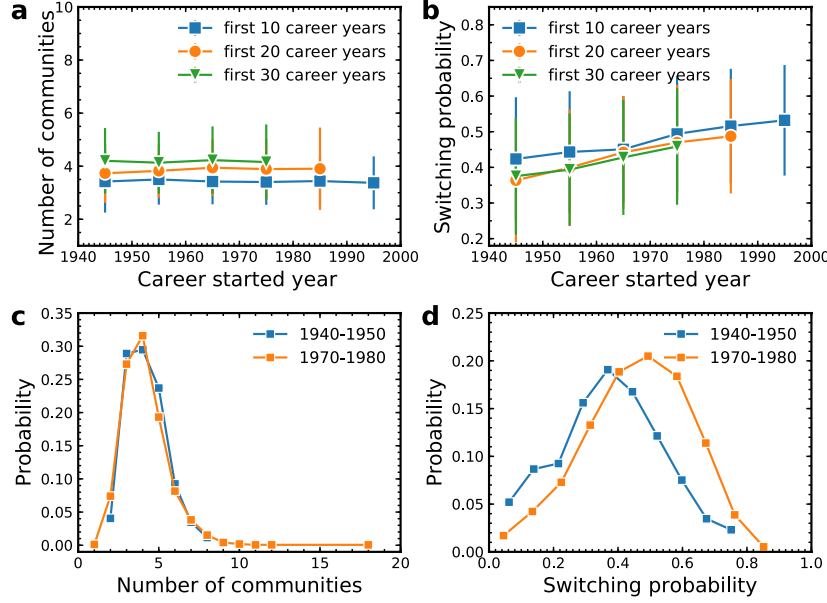 a
10
8
6
4
2
Number of communities
first 10 career years
first 20 career years
first 30 career years
1940 1950 1960 1970 1980 1990 2000
Career started year
b
0.8
0.7
0.6
0.5
0.4
0.3
0.2
Switching probability
first 10 career years
first 20 career years
first 30 career years
1940 1950 1960 1970 1980 1990 2000
Career started year
c
0.35
0.30
0.25
0.20
0.15
0.10
0.05
0.00
Probability
1940-1950
1970-1980
0 5 10 15 20
Number of communities
d
0.25
0.20
0.15
0.10
0.05
0.00
Probability
1940-1950
1970-1980
0.0 0.2 0.4 0.6 0.8 1.0
Switching probability